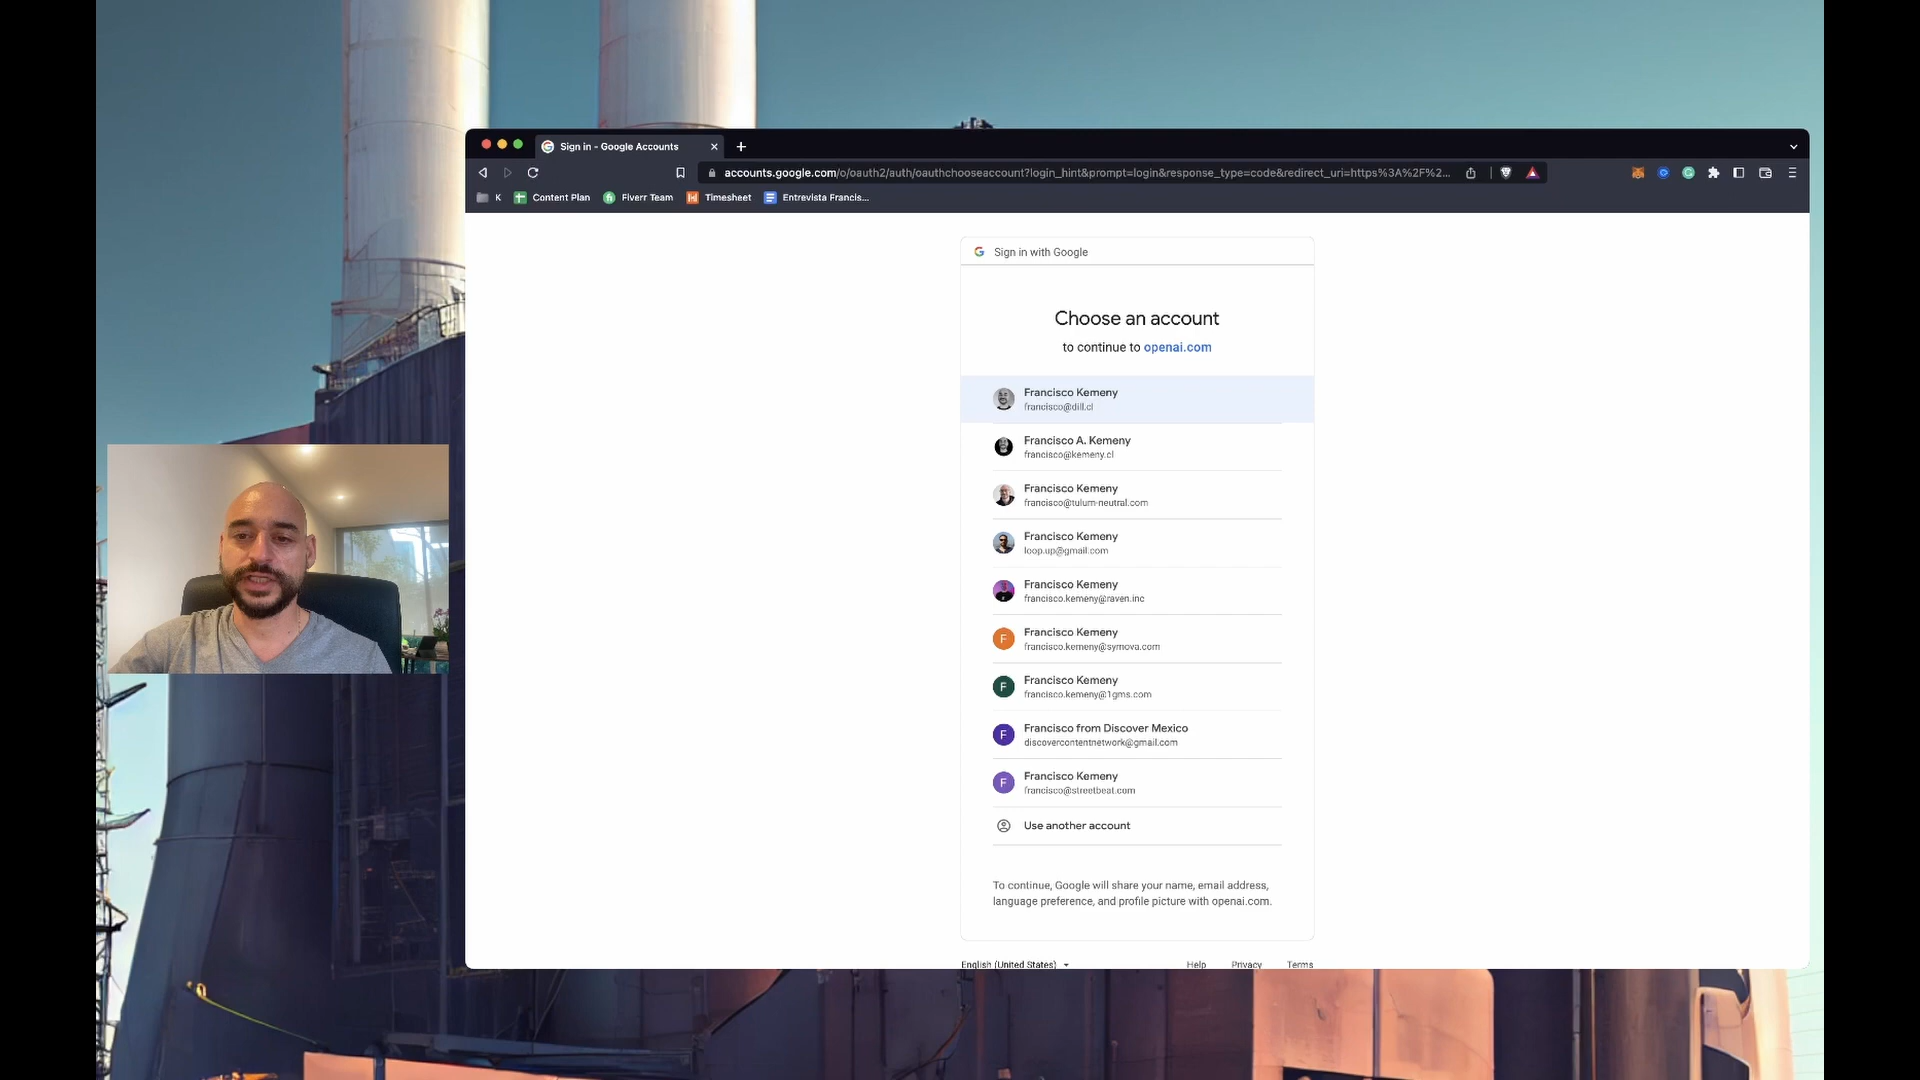 Sign in - Google Accounts
accounts.google.com/o/oauth2/auth/oauthchooseaccount?login_hint&prompt=login&response_type=code&redirect_uri=https%3A%2F%2...
K
Content Plan
Fiverr Team
Timesheet
Entrevista Francis...
Sign in with Google
Choose an account
to continue to openai.com
Francisco Kemeny
francisco@dill.cl
Francisco A. Kemeny
francisco@kemeny.cl
Francisco Kemeny
francisco@tulum-neutral.com
Francisco Kemeny
loop.up@gmail.com
Francisco Kemeny
francisco.kemeny@raven.inc
F
Francisco Kemeny
francisco.kemeny@symova.com
F
Francisco Kemeny
francisco.kemeny@1gms.com
F
Francisco from Discover Mexico
discovercontentnetwork@gmail.com
F
Francisco Kemeny
francisco@streetbeat.com
Use another account
To continue, Google will share your name, email address,
language preference, and profile picture with openai.com.
English (United States)
Help
Privacy
Terms